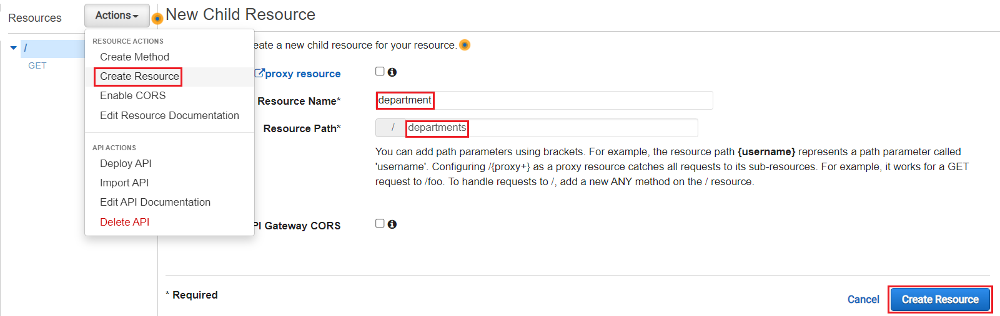 Resources
Actions
New Child Resource
/
GET
RESOURCE ACTIONS
Create Method
Create Resource
Enable CORS
Edit Resource Documentation
API ACTIONS
Deploy API
Import API
Edit API Documentation
Delete API
a new child resource for your resource.
proxy resource
Resource Name*
department
Resource Path*
/ departments
You can add path parameters using brackets. For example, the resource path {username} represents a path parameter called
'username'. Configuring /{proxy+} as a proxy resource catches all requests to its sub-resources. For example, it works for a GET
request to /foo. To handle requests to /, add a new ANY method on the / resource.
Gateway CORS
* Required
Cancel
Create Resource